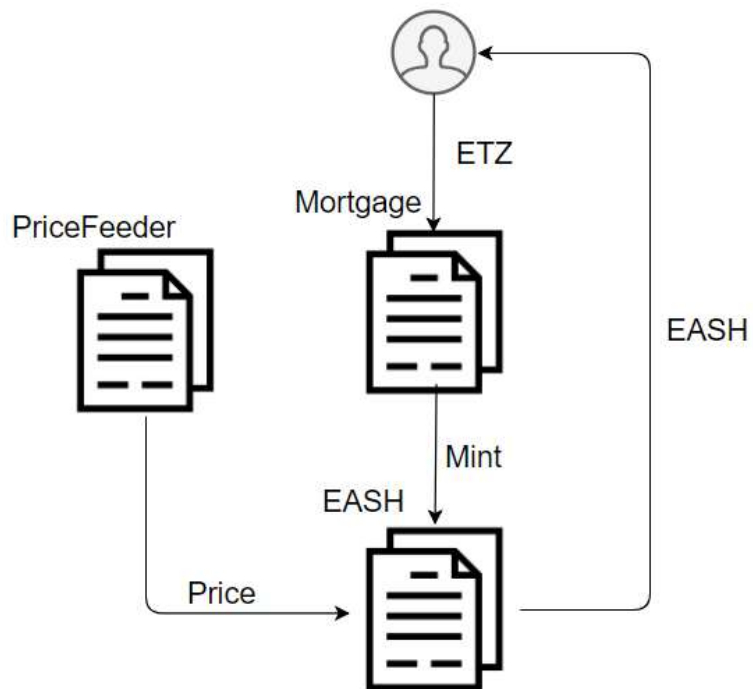 ETZ
Mortgage
PriceFeeder
EASH
Mint
EASH
Price